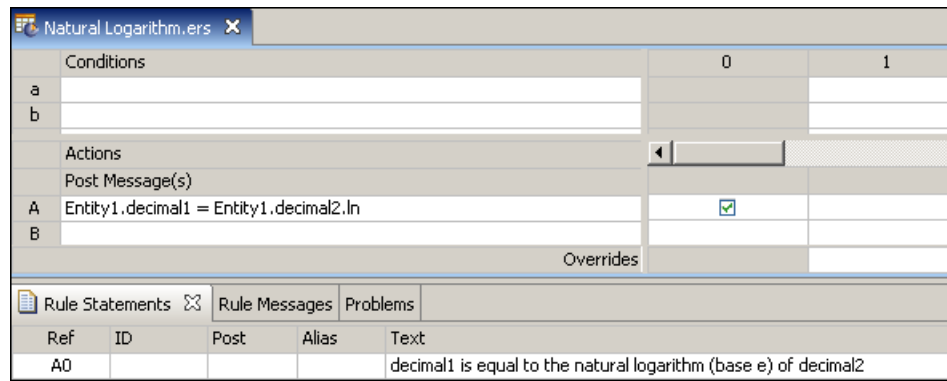 Natural Logarithm.ers
Conditions 0 1
a
b
Actions
Post Message(s)
A Entity1.decimal1 = Entity1.decimal2.ln
B
Overrides
Rule Statements Rule Messages Problems
Ref ID Post Alias Text
A0 decimal1 is equal to the natural logarithm (base e) of decimal2